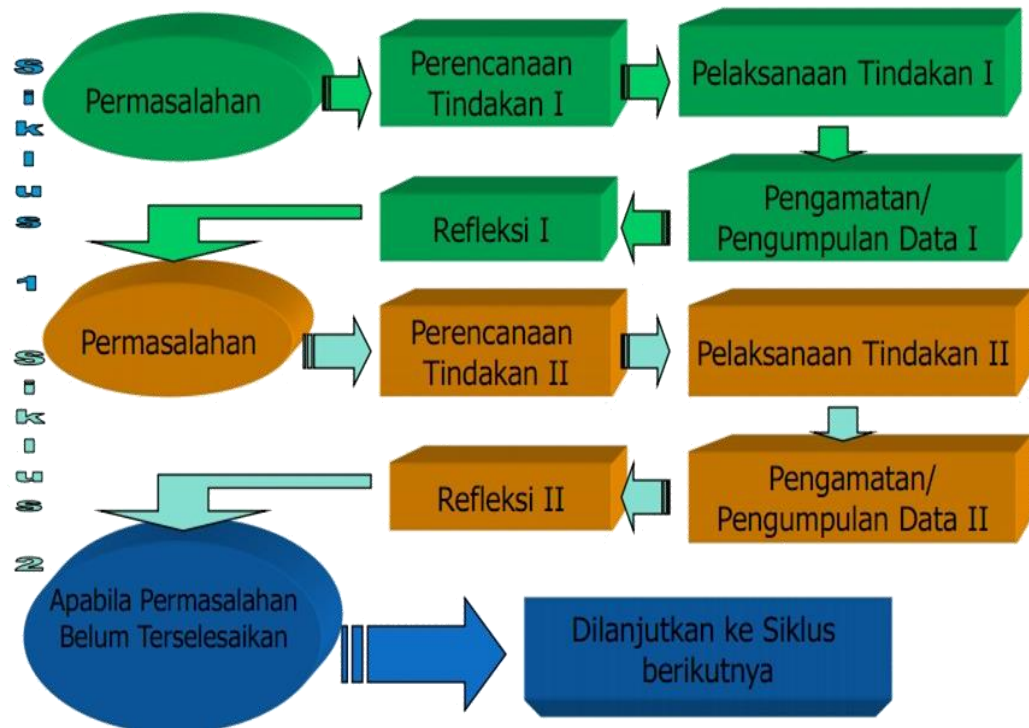 Siklus 1
Permasalahan
Perencanaan
Tindakan I
Pelaksanaan Tindakan I
Pengamatan/
Pengumpulan Data I
Refleksi I
Siklus 2
Permasalahan
Perencanaan
Tindakan II
Pelaksanaan Tindakan II
Pengamatan/
Pengumpulan Data II
Refleksi II
Apabila Permasalahan
Belum Terselesaikan
Dilanjutkan ke Siklus
berikutnya